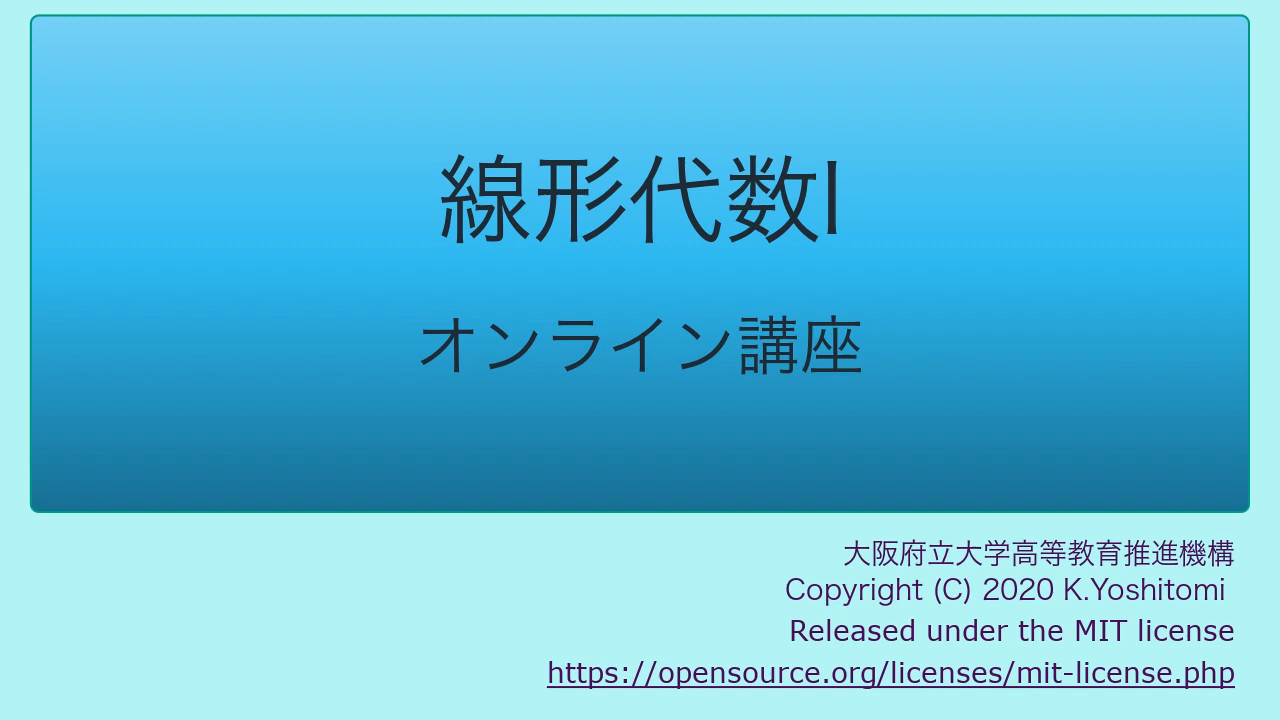 線形代数I
オンライン講座
大阪府立大学高等教育推進機構
Copyright (C) 2020 K.Yoshitomi
Released under the MIT license
https://opensource.org/licenses/mit-license.php